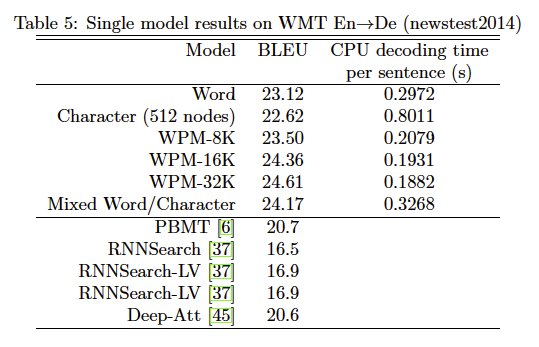 Table 5: Single model results on WMT En→De (newstest2014)
Model BLEU CPU decoding time
per sentence (s)
Word 23.12 0.2972
Character (512 nodes) 22.62 0.8011
WPM-8K 23.50 0.2079
WPM-16K 24.36 0.1931
WPM-32K 24.61 0.1882
Mixed Word/Character 24.17 0.3268
PBMT [6] 20.7
RNNSearch [37] 16.5
RNNSearch-LV [37] 16.9
RNNSearch-LV [37] 16.9
Deep-Att [45] 20.6